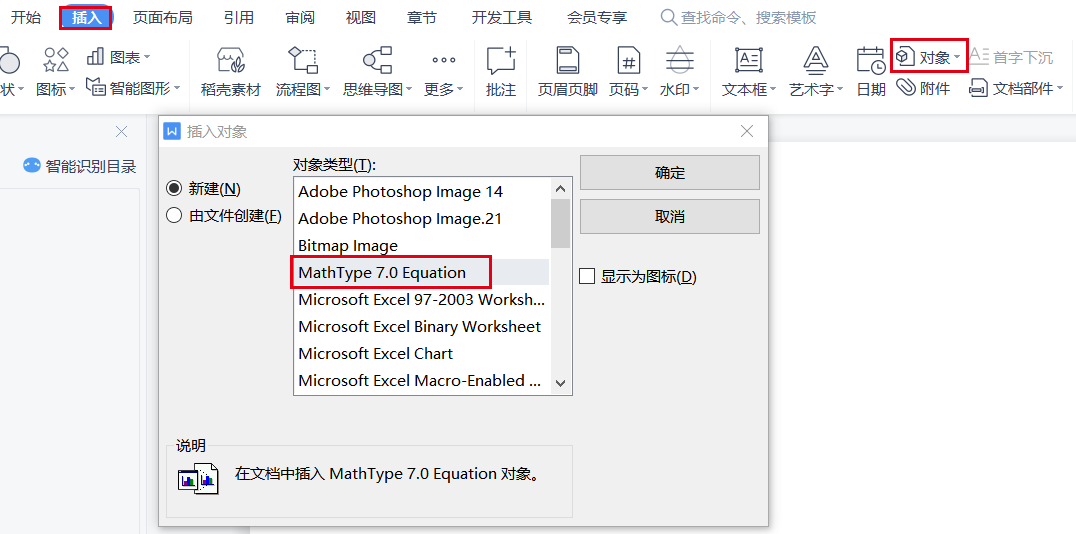 开始 插入 页面布局 引用 审阅 视图 章节 开发工具 会员专享 查找命令、搜索模板
图表 对象 首字下沉
状 图标 智能图形 稻壳素材 流程图 思维导图 更多 批注 页眉页脚 页码 水印 文本框 艺术字 日期 附件 文档部件
智能识别目录
插入对象
对象类型(T):
新建(N)
由文件创建(F)
Adobe Photoshop Image 14
Adobe Photoshop Image.21
Bitmap Image
MathType 7.0 Equation
Microsoft Excel 97-2003 Worksh...
Microsoft Excel Binary Worksheet
Microsoft Excel Chart
Microsoft Excel Macro-Enabled ...
确定
取消
显示为图标(D)
说明
在文档中插入 MathType 7.0 Equation 对象。